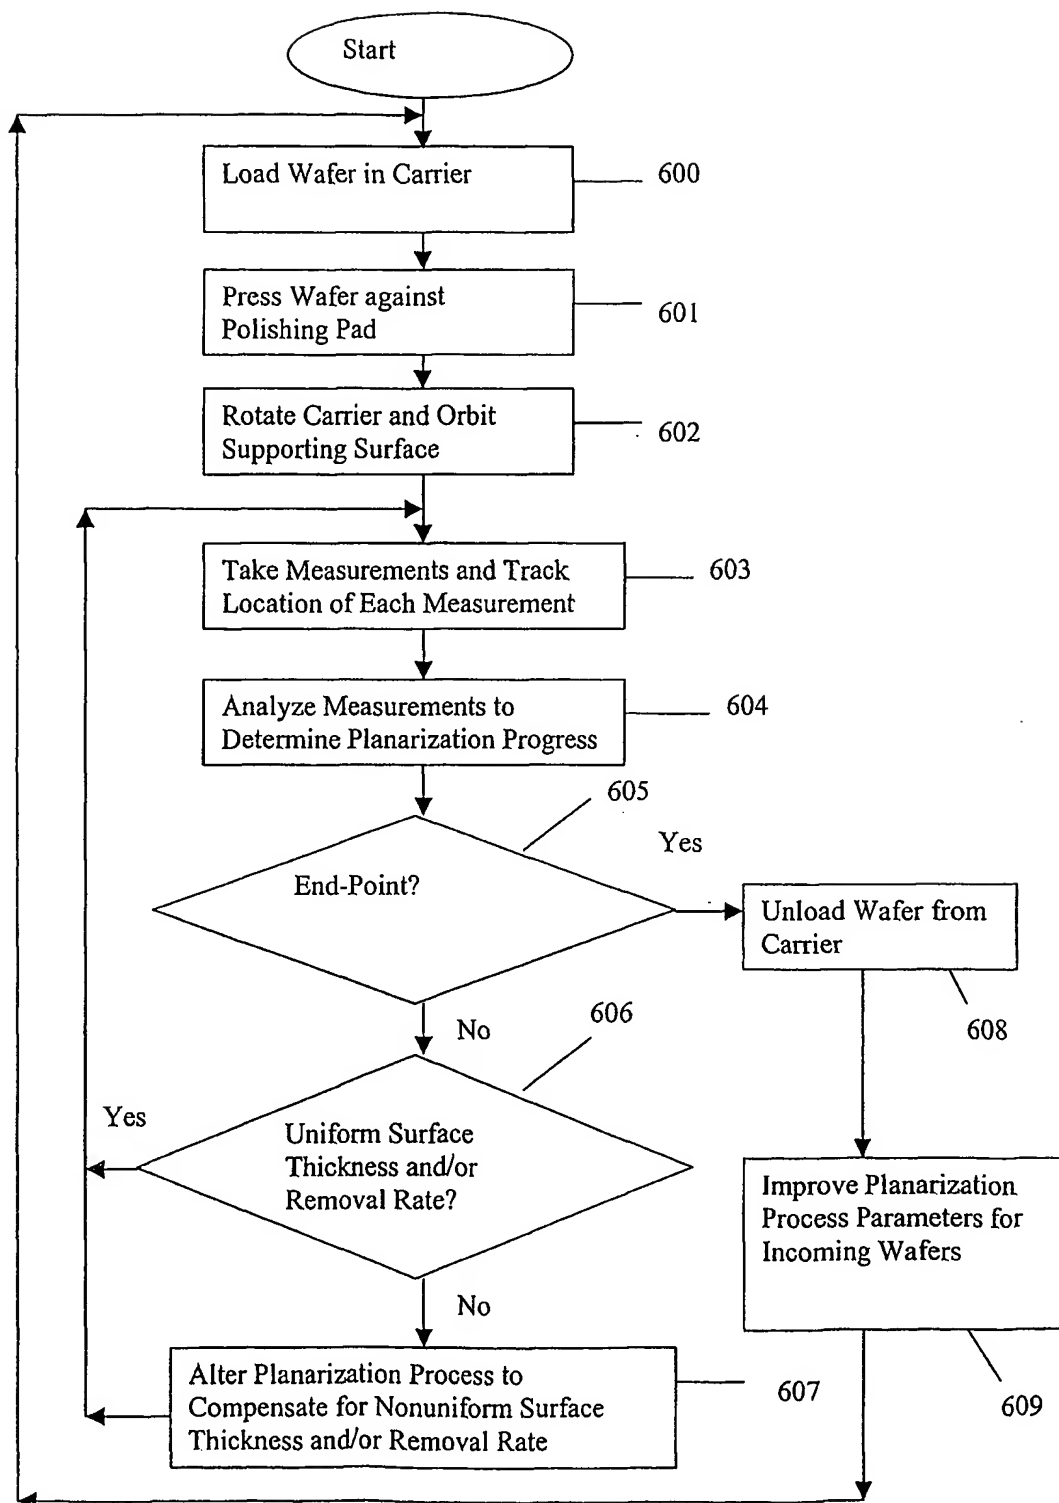 Start
Load Wafer in Carrier
600
Press Wafer against
Polishing Pad
601
Rotate Carrier and Orbit
Supporting Surface
602
Take Measurements and Track
Location of Each Measurement
603
Analyze Measurements to
Determine Planarization Progress
604
605
End-Point?
Yes
Unload Wafer from
Carrier
608
No
606
Yes
Uniform Surface
Thickness and/or
Removal Rate?
Improve Planarization
Process Parameters for
Incoming Wafers
609
No
Alter Planarization Process to
Compensate for Nonuniform Surface
Thickness and/or Removal Rate
607